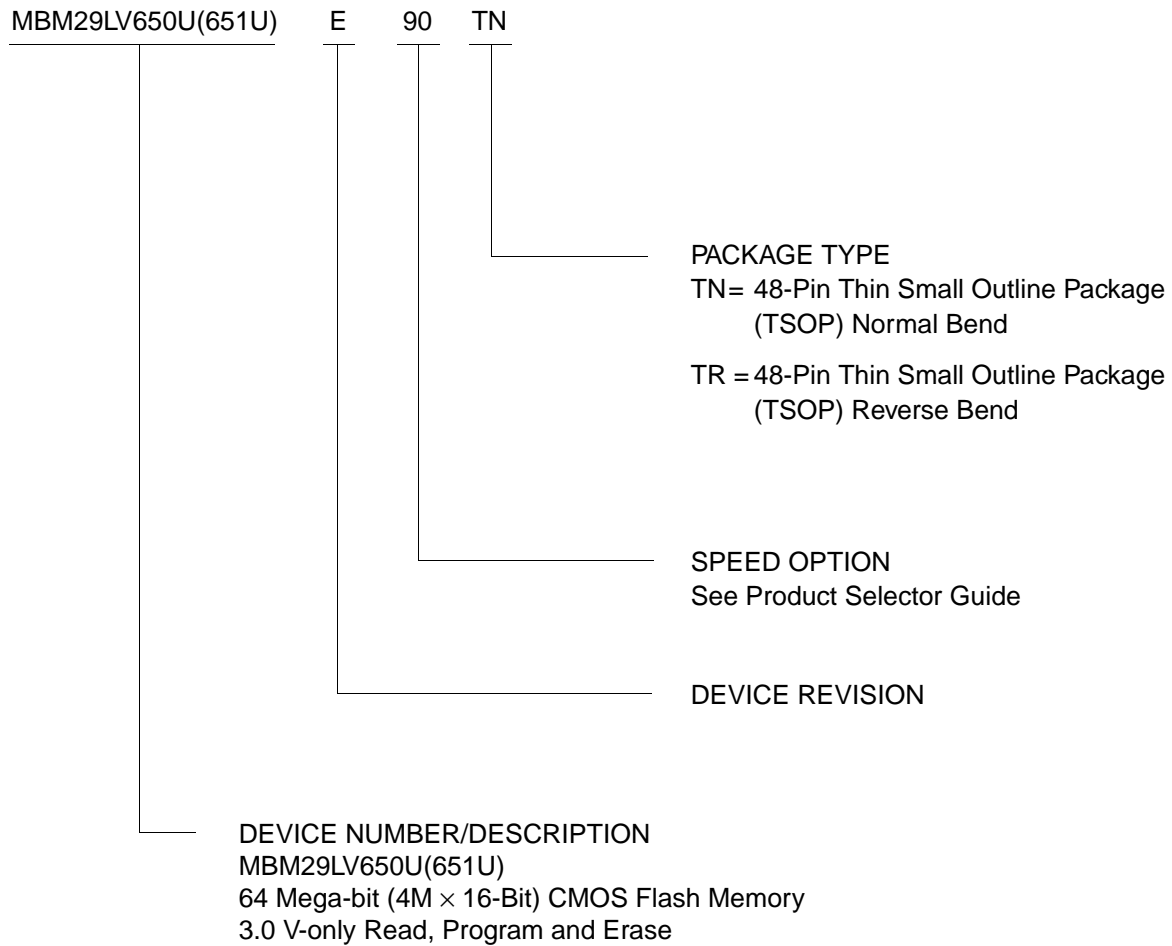 MBM29LV650U(651U) E 90 TN
PACKAGE TYPE
TN= 48-Pin Thin Small Outline Package
(TSOP) Normal Bend
TR = 48-Pin Thin Small Outline Package
(TSOP) Reverse Bend
SPEED OPTION
See Product Selector Guide
DEVICE REVISION
DEVICE NUMBER/DESCRIPTION
MBM29LV650U(651U)
64 Mega-bit (4M × 16-Bit) CMOS Flash Memory
3.0 V-only Read, Program and Erase